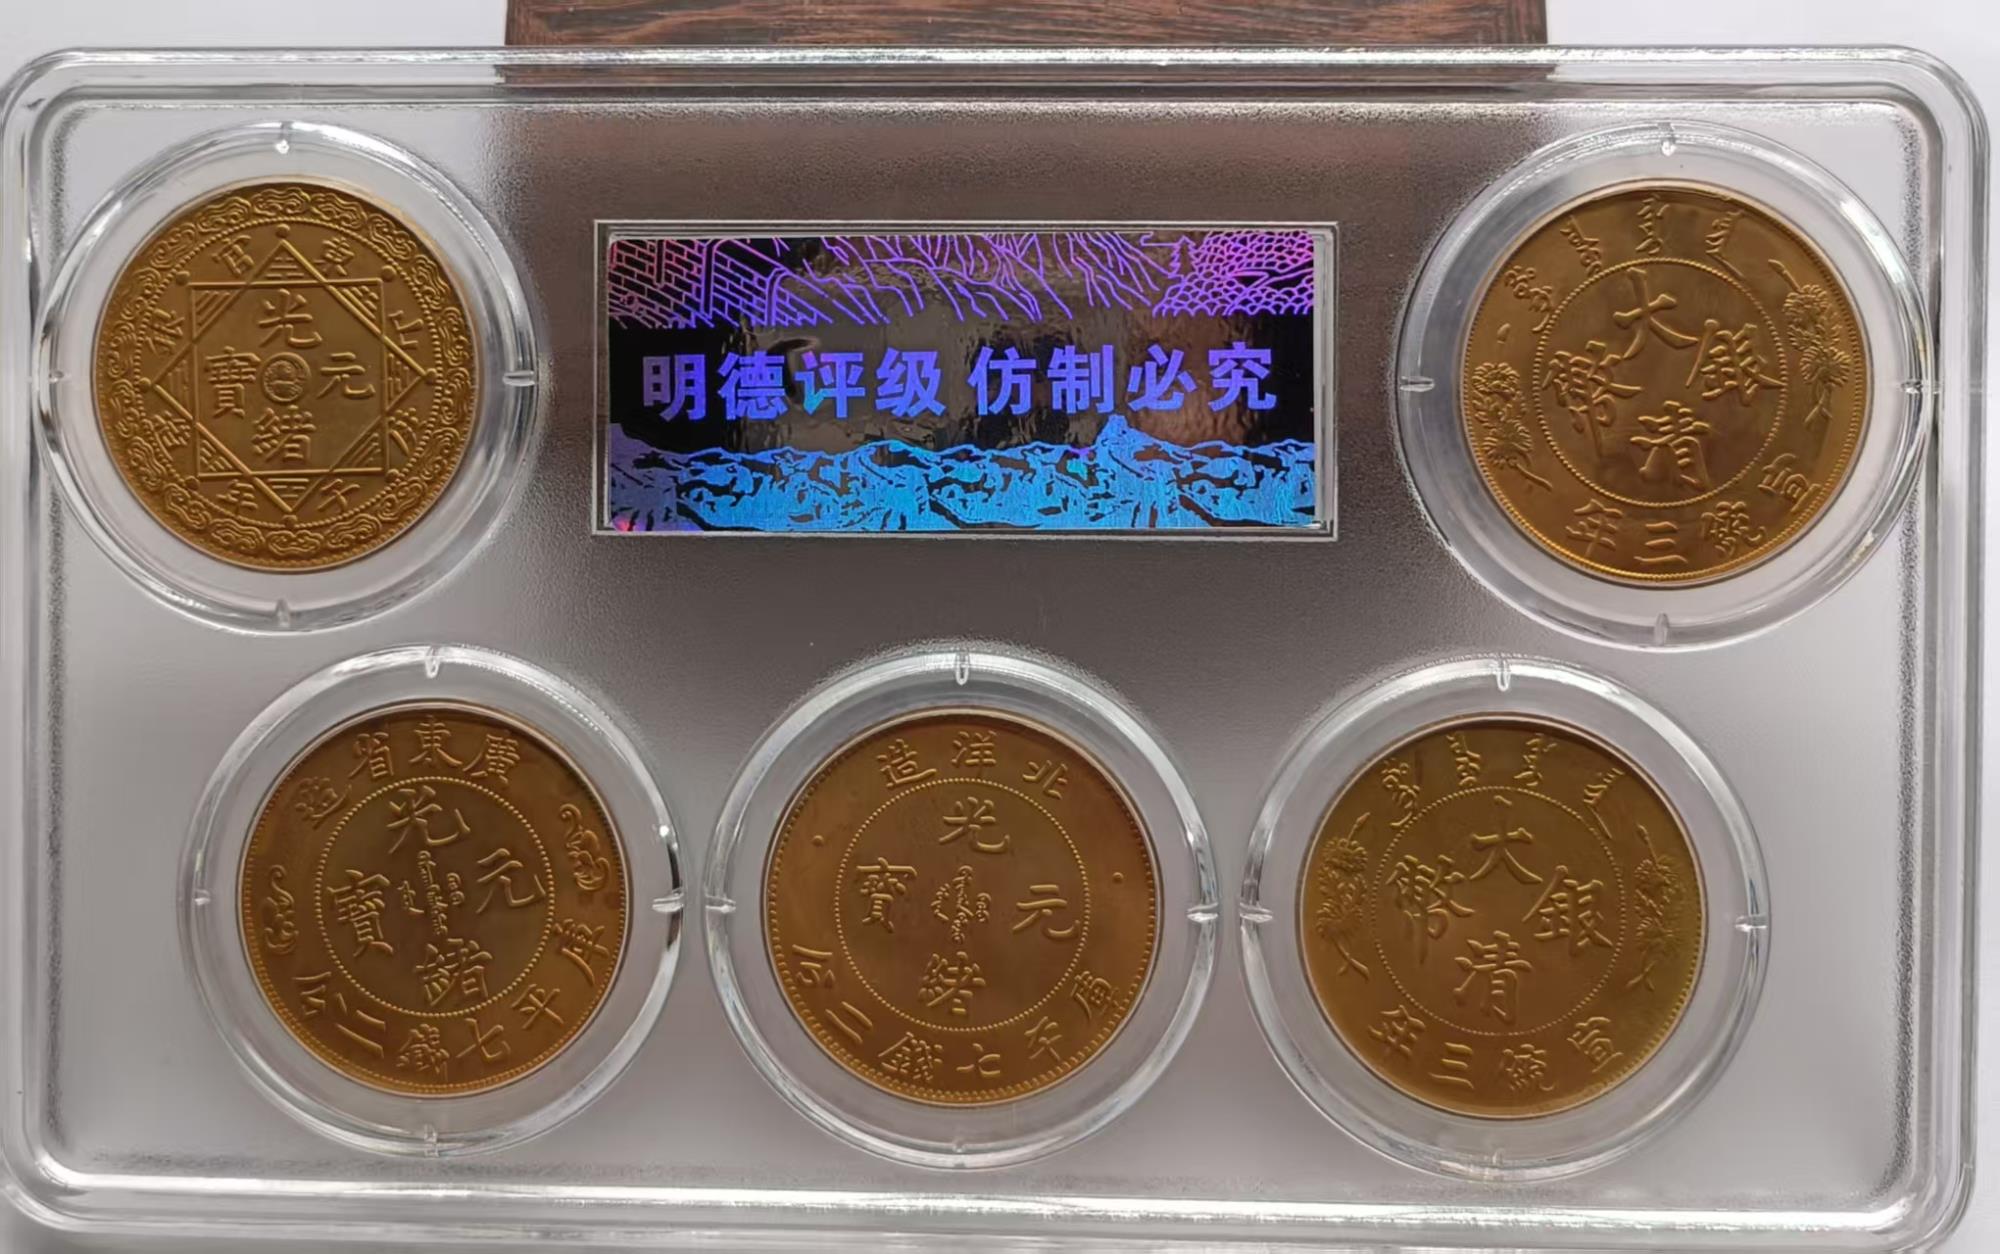 明德评级 仿制必究
山東官
光緒元寶
子年
宣統三年
大清銀幣
廣東省造
光緒元寶
庫平七錢二分
北洋造
光緒元寶
庫平七錢二分
大清銀幣
宣統三年